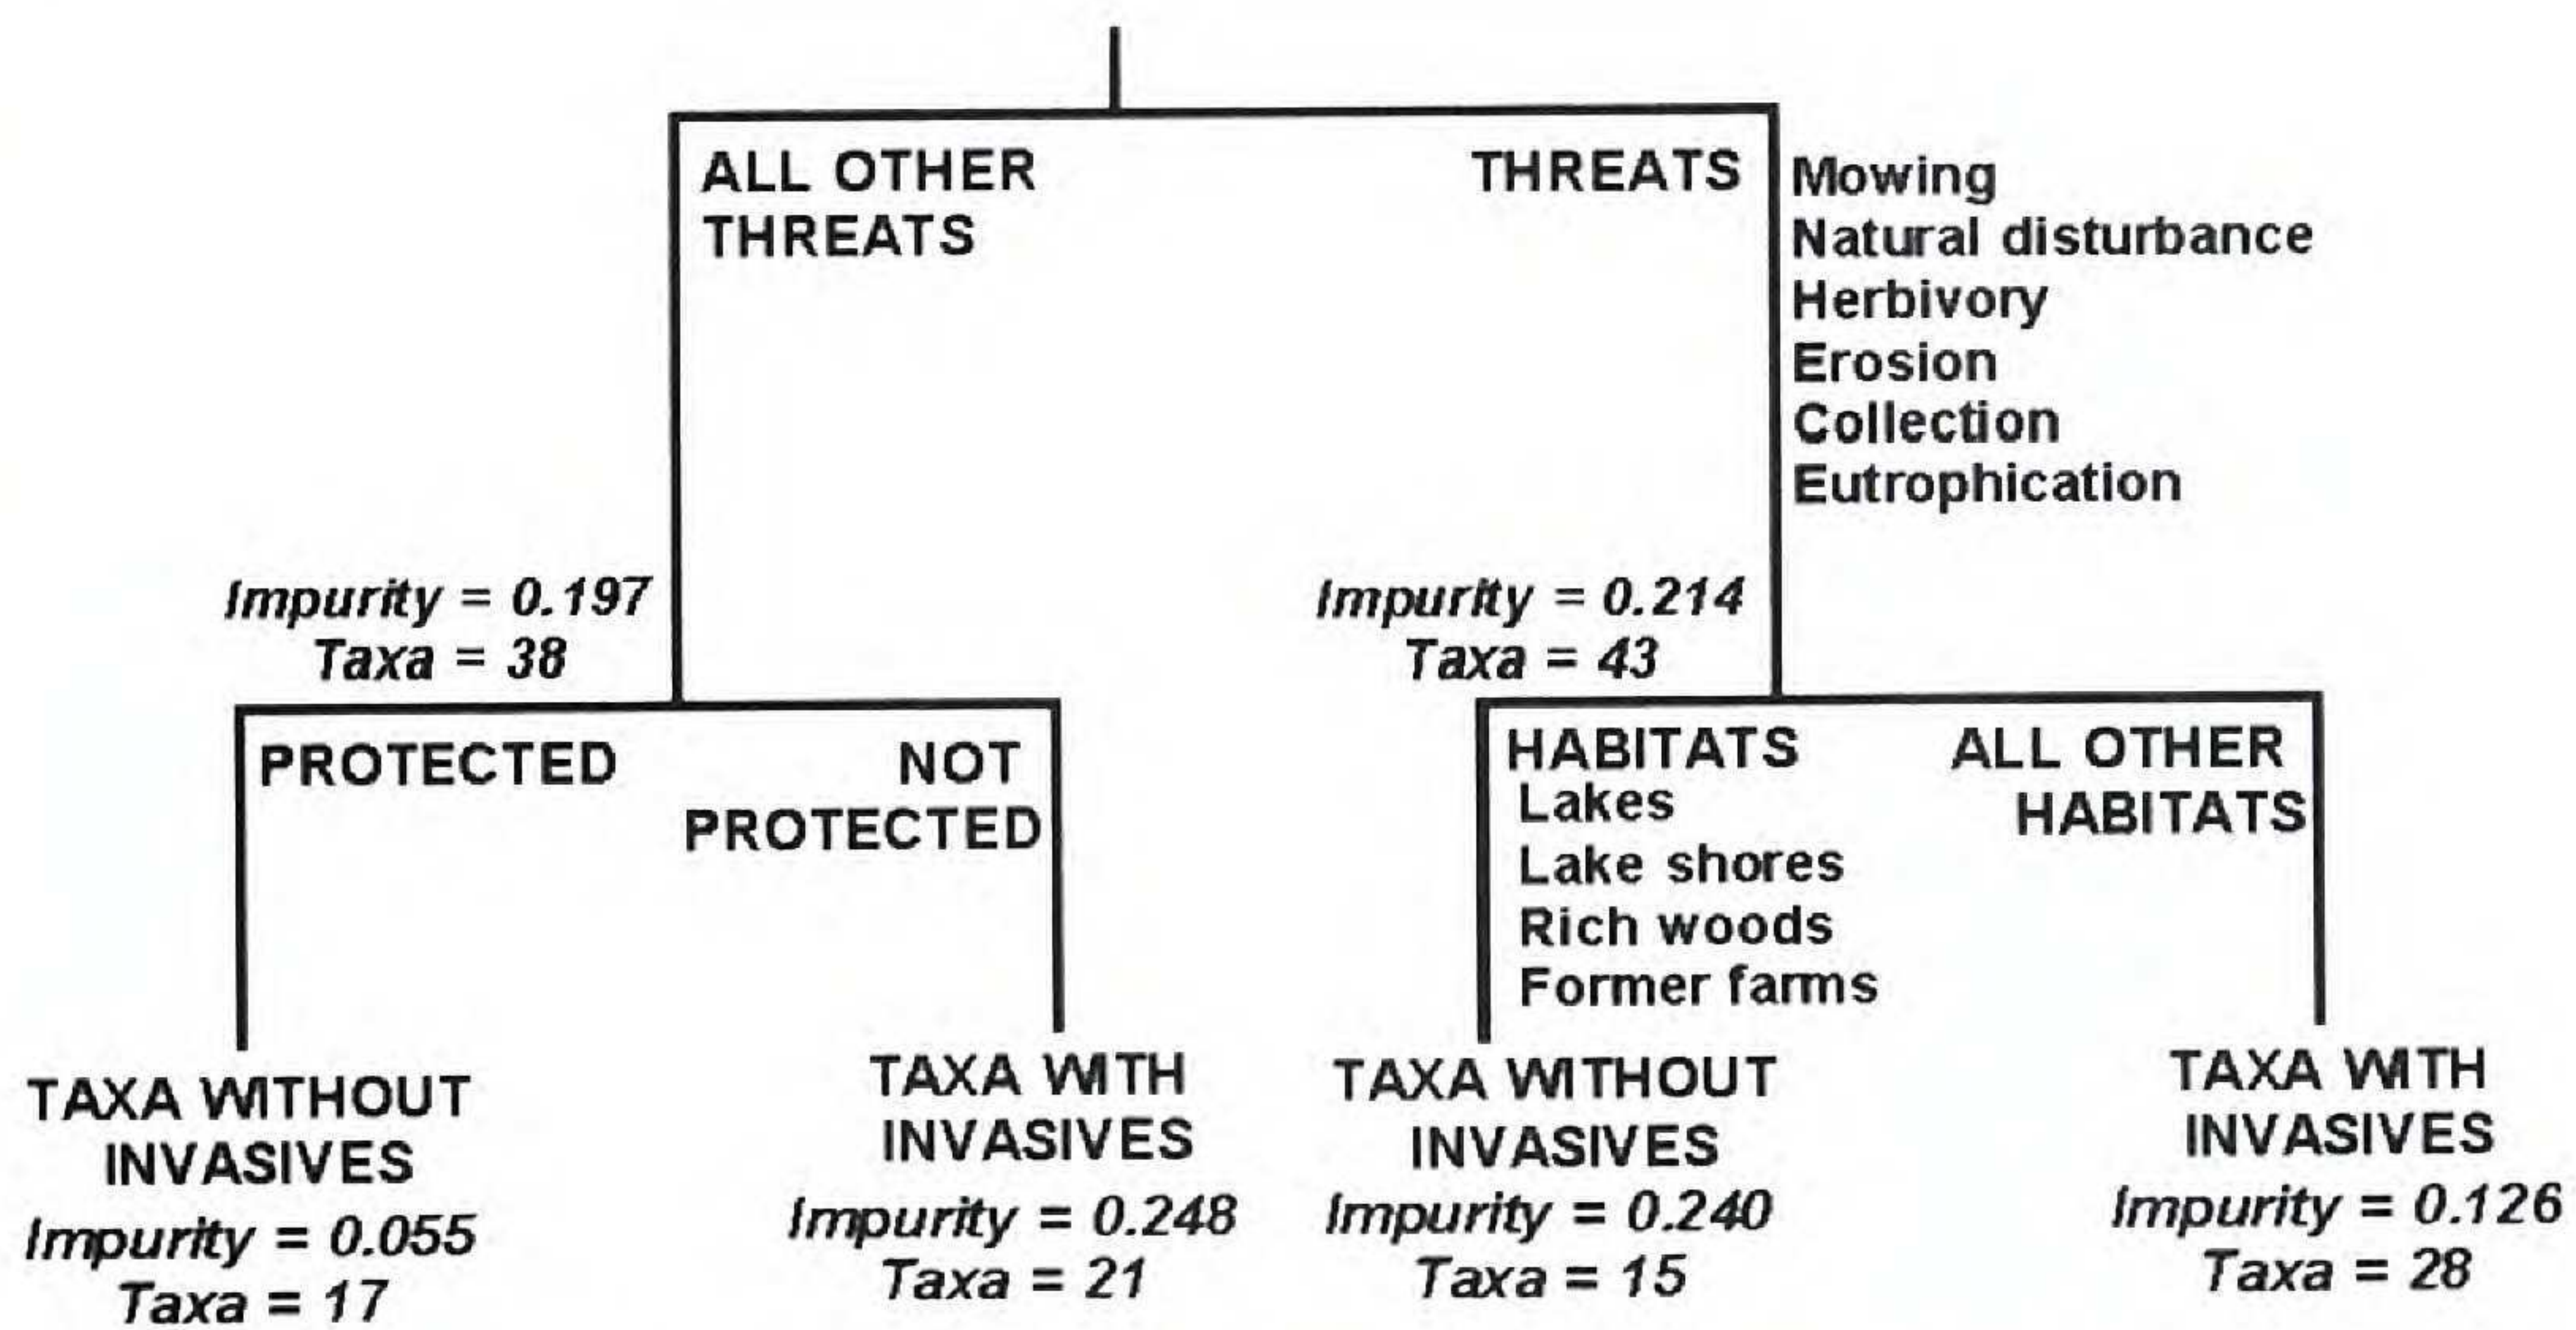 ALL OTHER
THREATS
THREATS
Mowing
Natural disturbance
Herbivory
Erosion
Collection
Eutrophication
Impurity = 0.197
Taxa = 38
Impurity = 0.214
Taxa = 43
PROTECTED
NOT
PROTECTED
HABITATS
Lakes
Lake shores
Rich woods
Former farms
ALL OTHER
HABITATS
TAXA WITHOUT
INVASIVES
Impurity = 0.055
Taxa = 17
TAXA WITH
INVASIVES
Impurity = 0.248
Taxa = 21
TAXA WITHOUT
INVASIVES
Impurity = 0.240
Taxa = 15
TAXA WITH
INVASIVES
Impurity = 0.126
Taxa = 28